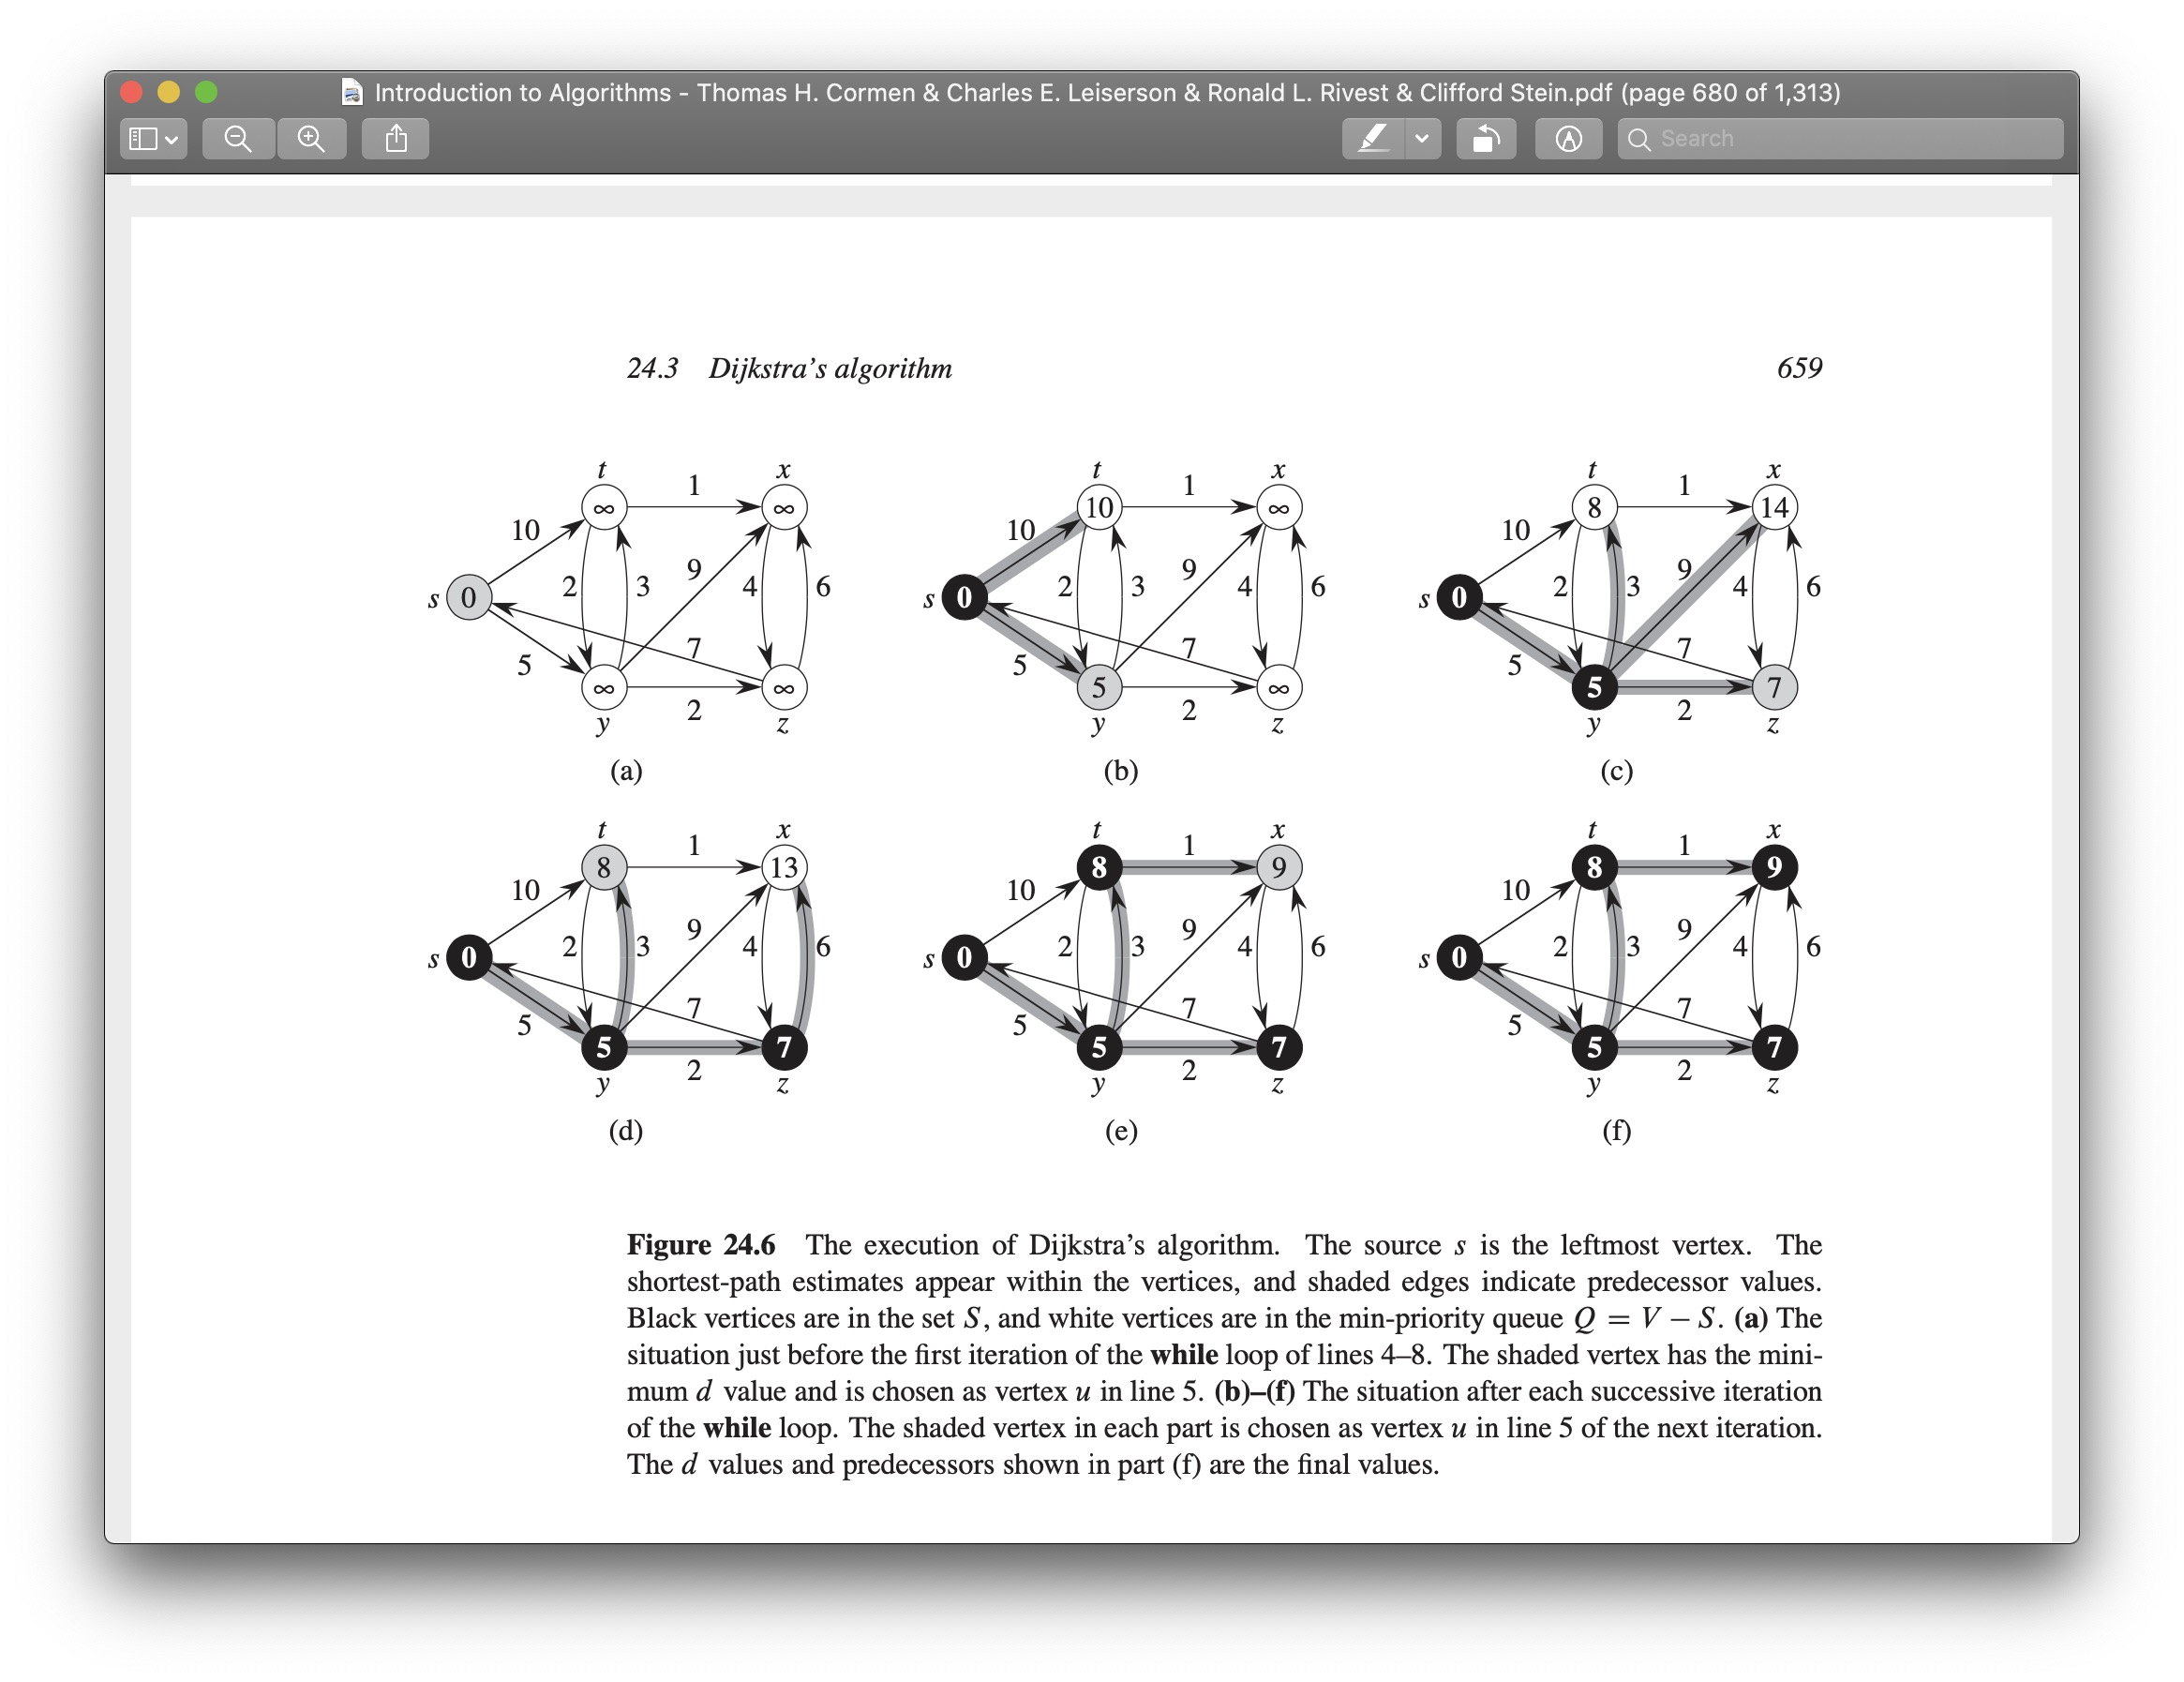 Introduction to Algorithms - Thomas H. Cormen & Charles E. Leiserson & Ronald L. Rivest & Clifford Stein.pdf (page 680 of 1,313)
Search
24.3 Dijkstra's algorithm 659
t x t x t x
1 1 1
∞ ∞ 10 ∞ 8 14
10 10 10
9 9 9
2 3 4 6 2 3 4 6 2 3 4 6
s 0 s 0 s 0
7 7 7
5 5 5
∞ ∞ 5 ∞ 5 7
2 2 2
y z y z y z
(a) (b) (c)
t x t x t x
1 1 1
8 13 8 9 8 9
10 10 10
9 9 9
2 3 4 6 2 3 4 6 2 3 4 6
s 0 s 0 s 0
7 7 7
5 5 5
5 7 5 7 5 7
2 2 2
y z y z y z
(d) (e) (f)
Figure 24.6 The execution of Dijkstra's algorithm. The source s is the leftmost vertex. The
shortest-path estimates appear within the vertices, and shaded edges indicate predecessor values.
Black vertices are in the set S, and white vertices are in the min-priority queue Q = V − S. (a) The
situation just before the first iteration of the while loop of lines 4–8. The shaded vertex has the mini-
mum d value and is chosen as vertex u in line 5. (b)–(f) The situation after each successive iteration
of the while loop. The shaded vertex in each part is chosen as vertex u in line 5 of the next iteration.
The d values and predecessors shown in part (f) are the final values.